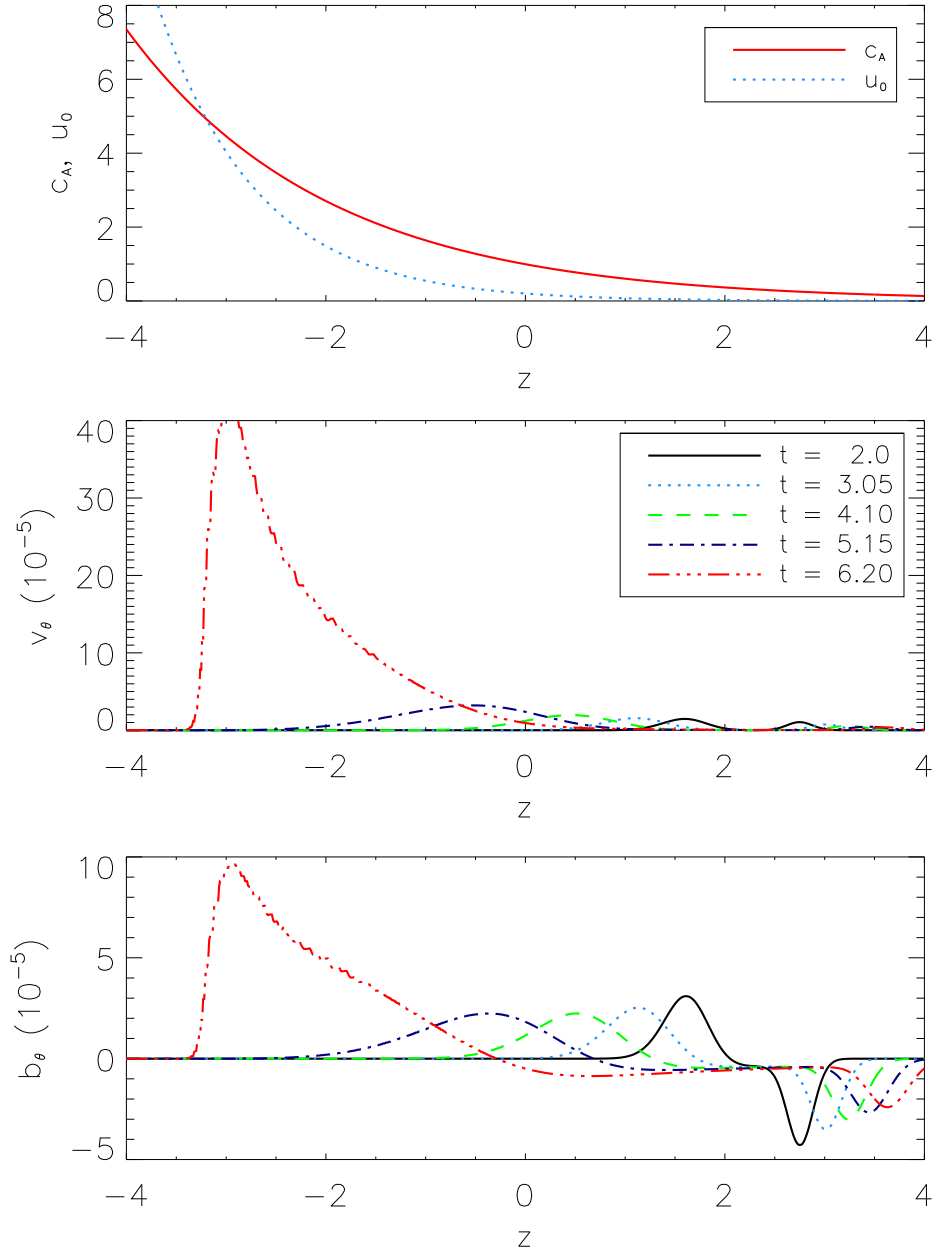 8
6
4
2
0
c_A, u_0
c_A
u_0
−4 −2 0 2 4
z
40
30
20
10
0
v_θ (10^−5)
t = 2.0
t = 3.05
t = 4.10
t = 5.15
t = 6.20
−4 −2 0 2 4
z
10
5
0
−5
b_θ (10^−5)
−4 −2 0 2 4
z